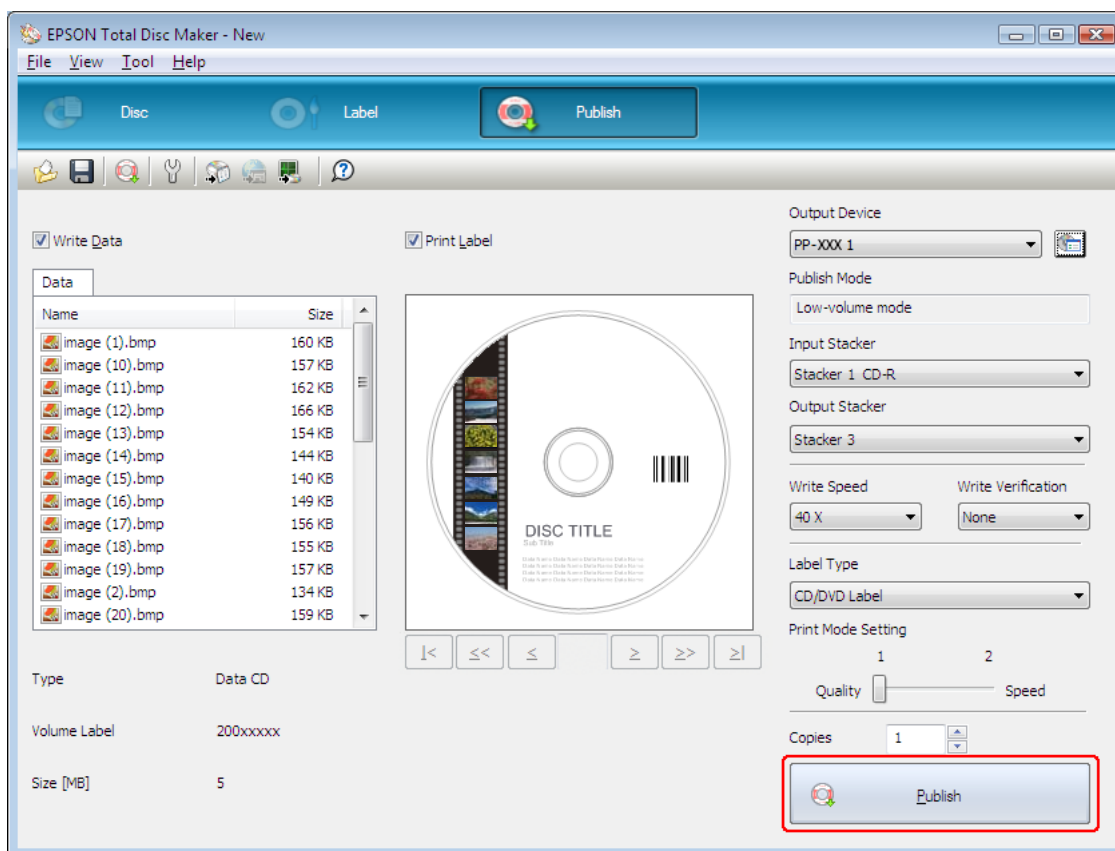 EPSON Total Disc Maker - New
File View Tool Help
Disc Label Publish
Write Data
Data
Name Size
image (1).bmp 160 KB
image (10).bmp 157 KB
image (11).bmp 162 KB
image (12).bmp 166 KB
image (13).bmp 154 KB
image (14).bmp 144 KB
image (15).bmp 140 KB
image (16).bmp 149 KB
image (17).bmp 156 KB
image (18).bmp 155 KB
image (19).bmp 157 KB
image (2).bmp 134 KB
image (20).bmp 159 KB
Type Data CD
Volume Label 200xxxxx
Size [MB] 5
Print Label
DISC TITLE
Sub Title
|< << < > >> >|
Output Device
PP-XXX 1
Publish Mode
Low-volume mode
Input Stacker
Stacker 1 CD-R
Output Stacker
Stacker 3
Write Speed Write Verification
40 X None
Label Type
CD/DVD Label
Print Mode Setting
1 2
Quality Speed
Copies 1
Publish